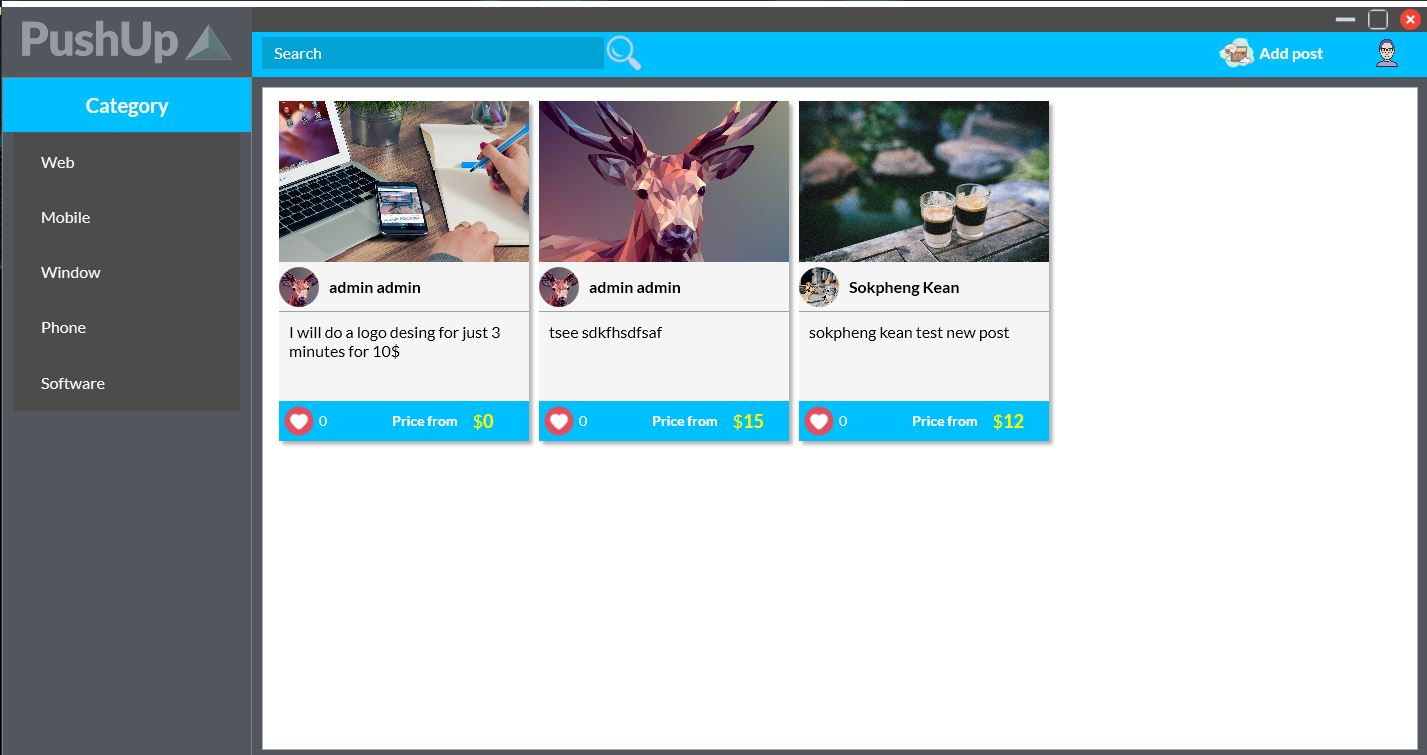 PushUp
Search
Add post
Category
Web
Mobile
Window
Phone
Software
admin admin
I will do a logo desing for just 3
minutes for 10$
0 Price from $0
admin admin
tsee sdkfhsdfsaf
0 Price from $15
Sokpheng Kean
sokpheng kean test new post
0 Price from $12